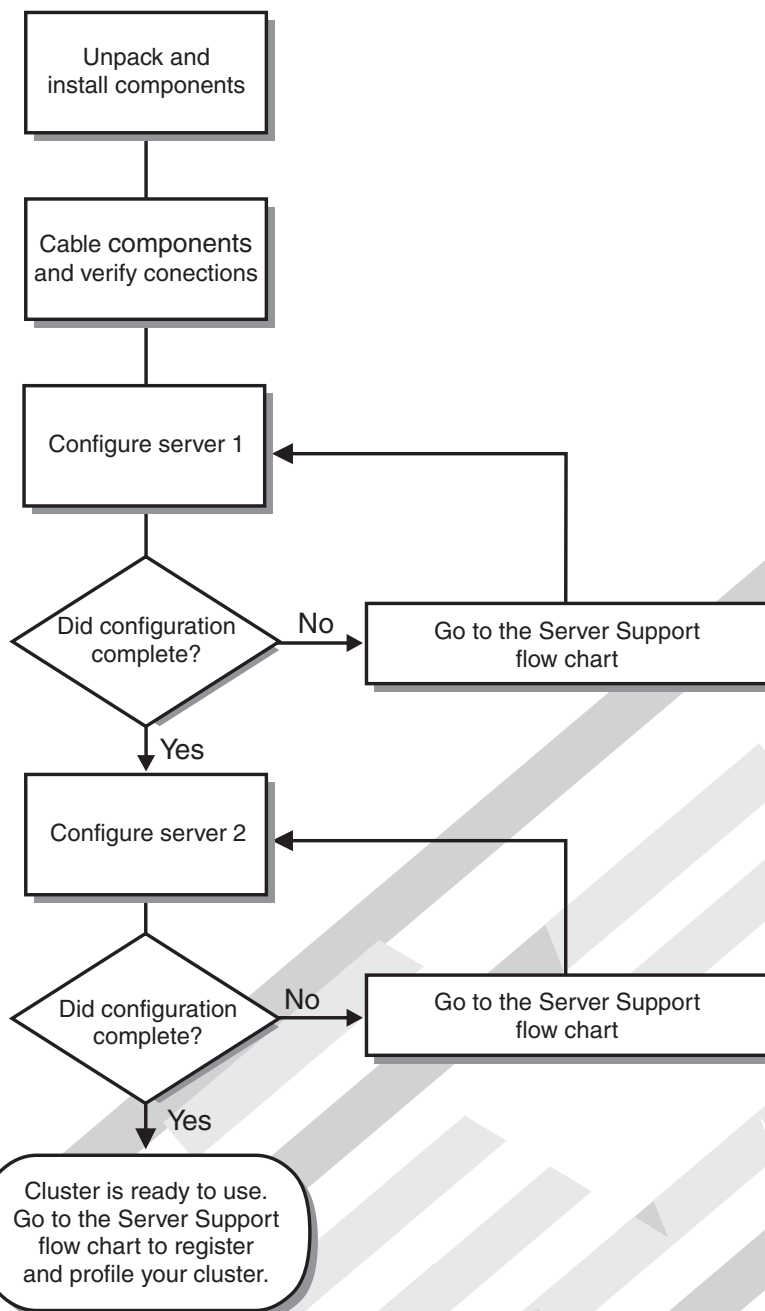 Unpack and
install components
Cable components
and verify conections
Configure server 1
Did configuration
complete?
No
Go to the Server Support
flow chart
Yes
Configure server 2
Did configuration
complete?
No
Go to the Server Support
flow chart
Yes
Cluster is ready to use.
Go to the Server Support
flow chart to register
and profile your cluster.